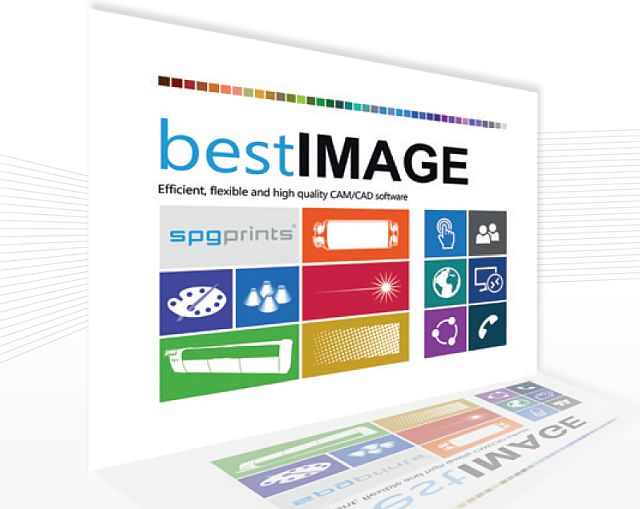 bestIMAGE
Efficient, flexible and high quality CAM/CAD software
spgprints®